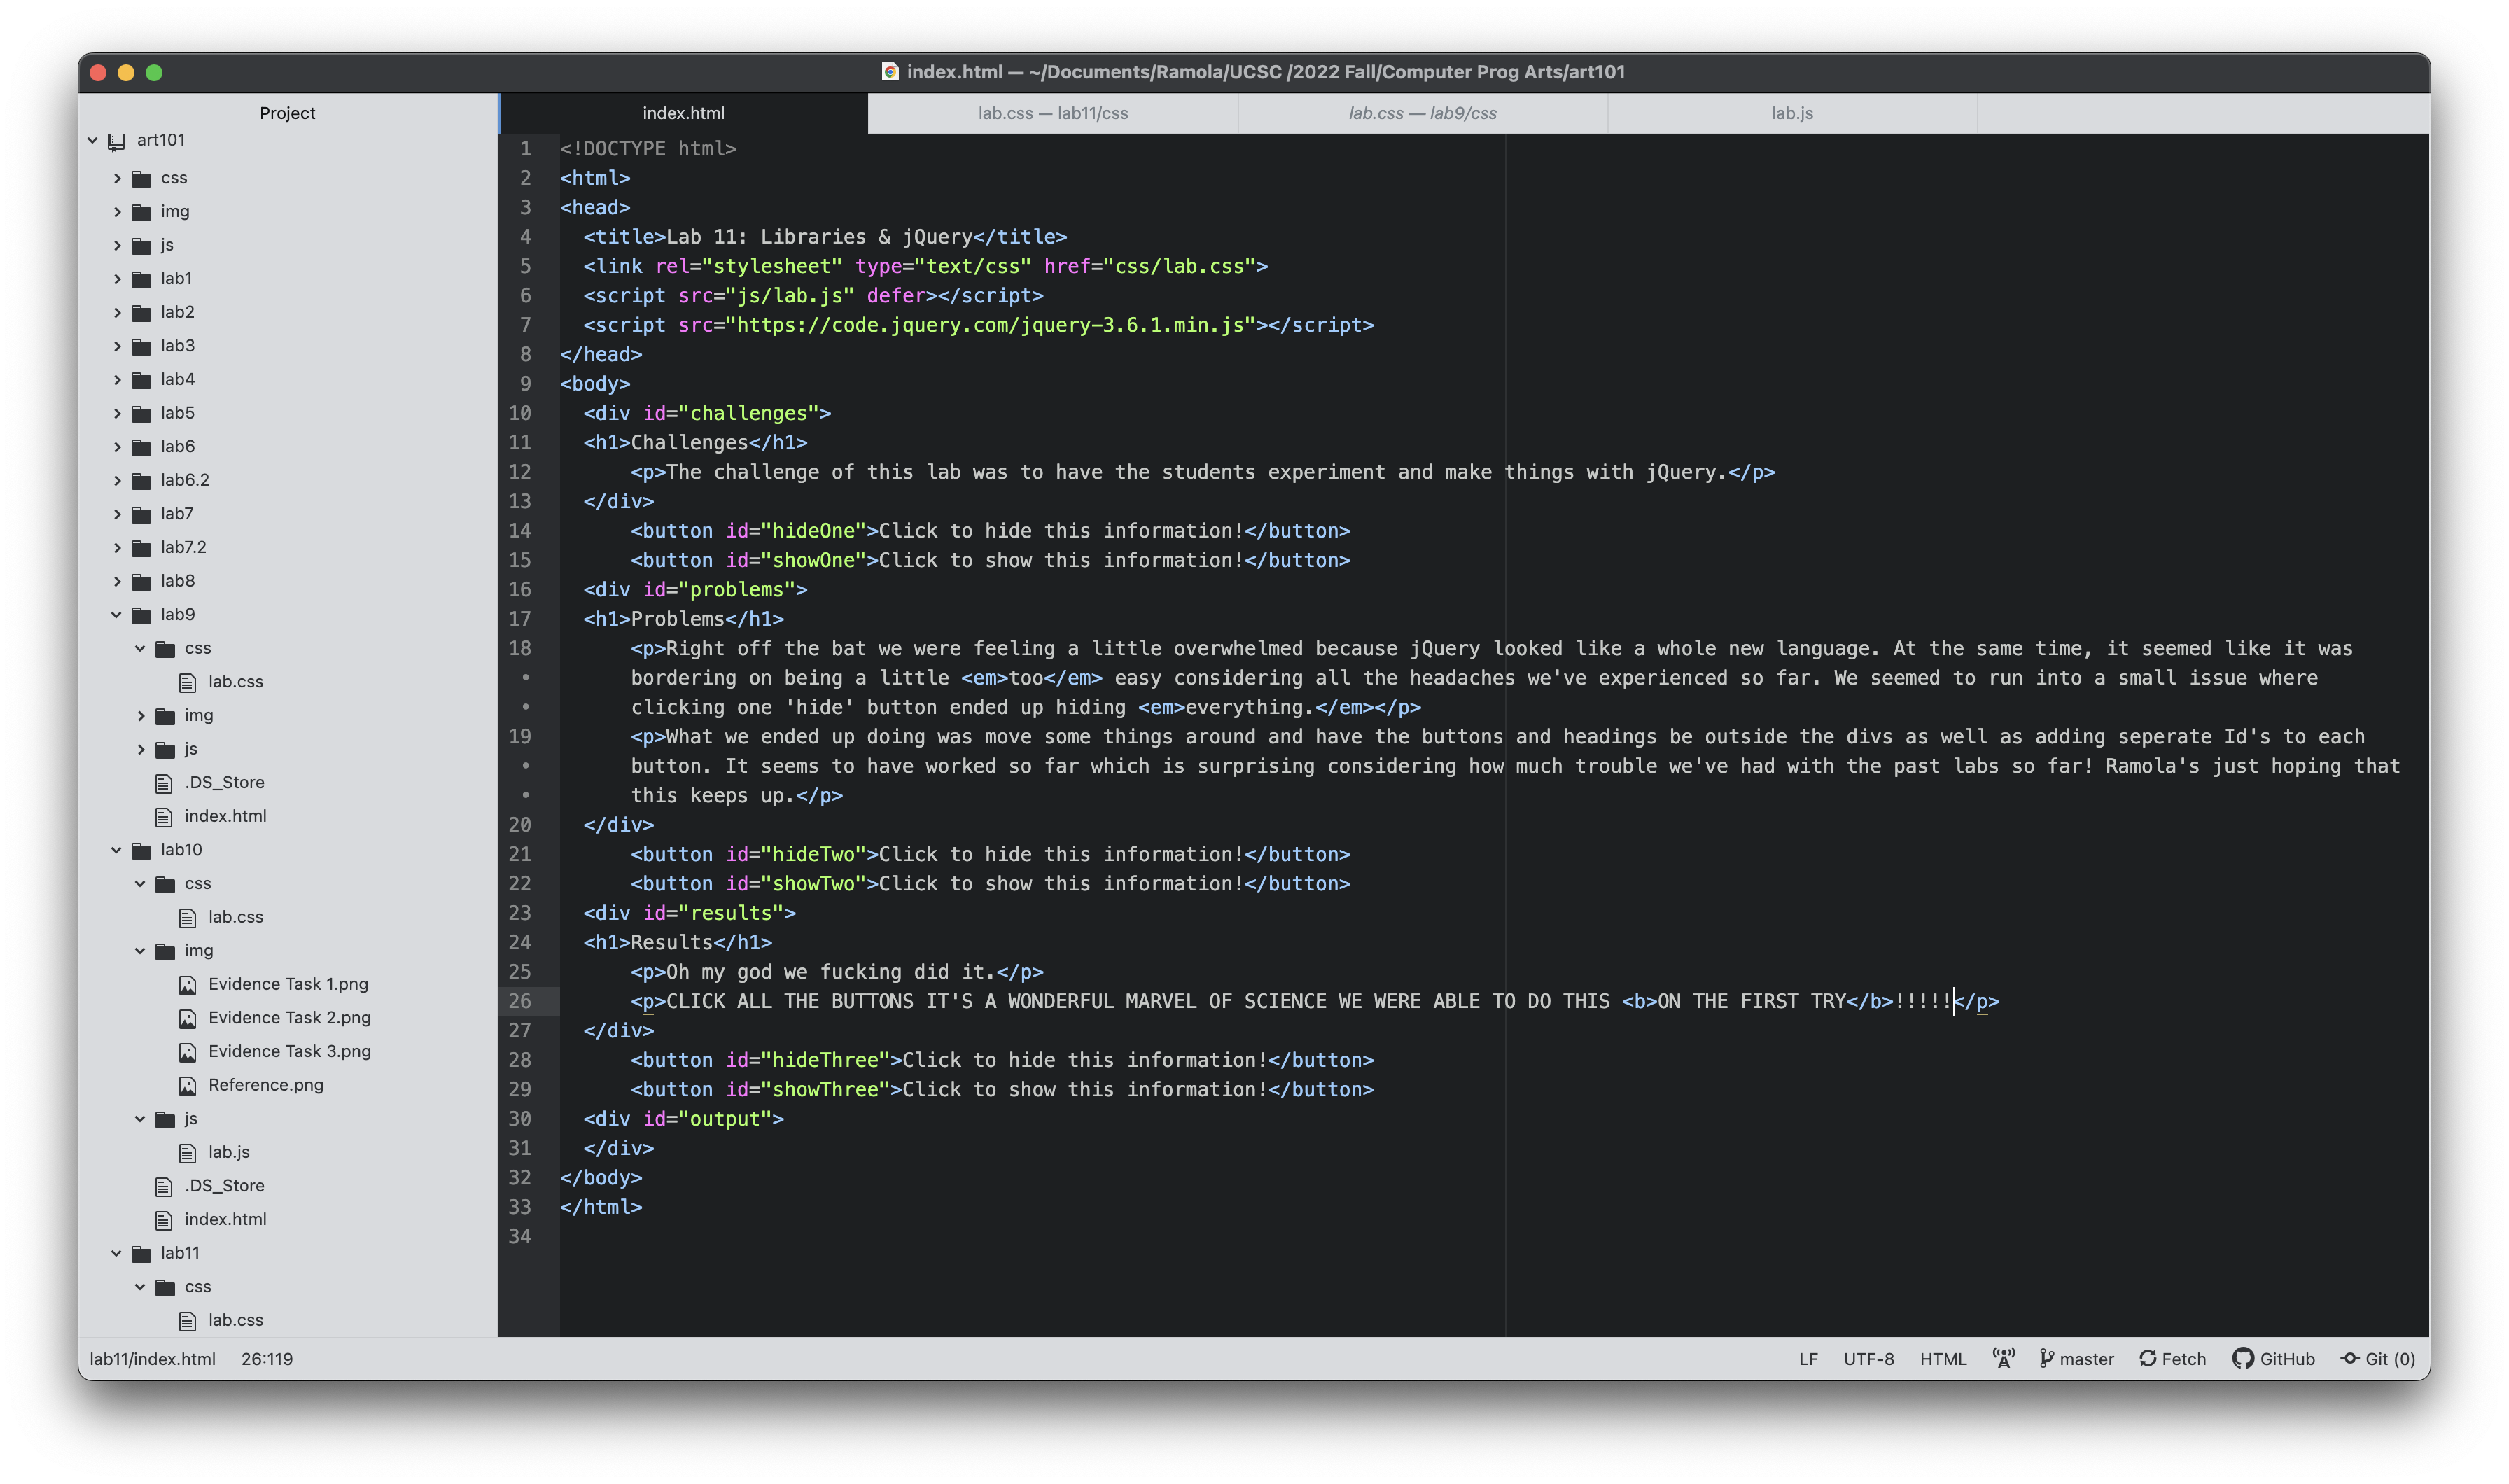 index.html — ~/Documents/Ramola/UCSC /2022 Fall/Computer Prog Arts/art101
Project
art101
css
img
js
lab1
lab2
lab3
lab4
lab5
lab6
lab6.2
lab7
lab7.2
lab8
lab9
css
lab.css
img
js
.DS_Store
index.html
lab10
css
lab.css
img
Evidence Task 1.png
Evidence Task 2.png
Evidence Task 3.png
Reference.png
js
lab.js
.DS_Store
index.html
lab11
css
lab.css
index.html
lab.css — lab11/css
lab.css — lab9/css
lab.js
1 <!DOCTYPE html>
2 <html>
3 <head>
4 <title>Lab 11: Libraries & jQuery</title>
5 <link rel="stylesheet" type="text/css" href="css/lab.css">
6 <script src="js/lab.js" defer></script>
7 <script src="https://code.jquery.com/jquery-3.6.1.min.js"></script>
8 </head>
9 <body>
10 <div id="challenges">
11 <h1>Challenges</h1>
12 <p>The challenge of this lab was to have the students experiment and make things with jQuery.</p>
13 </div>
14 <button id="hideOne">Click to hide this information!</button>
15 <button id="showOne">Click to show this information!</button>
16 <div id="problems">
17 <h1>Problems</h1>
18 <p>Right off the bat we were feeling a little overwhelmed because jQuery looked like a whole new language. At the same time, it seemed like it was
• bordering on being a little <em>too</em> easy considering all the headaches we've experienced so far. We seemed to run into a small issue where
• clicking one 'hide' button ended up hiding <em>everything.</em></p>
19 <p>What we ended up doing was move some things around and have the buttons and headings be outside the divs as well as adding seperate Id's to each
• button. It seems to have worked so far which is surprising considering how much trouble we've had with the past labs so far! Ramola's just hoping that
• this keeps up.</p>
20 </div>
21 <button id="hideTwo">Click to hide this information!</button>
22 <button id="showTwo">Click to show this information!</button>
23 <div id="results">
24 <h1>Results</h1>
25 <p>Oh my god we fucking did it.</p>
26 <p>CLICK ALL THE BUTTONS IT'S A WONDERFUL MARVEL OF SCIENCE WE WERE ABLE TO DO THIS <b>ON THE FIRST TRY</b>!!!!!</p>
27 </div>
28 <button id="hideThree">Click to hide this information!</button>
29 <button id="showThree">Click to show this information!</button>
30 <div id="output">
31 </div>
32 </body>
33 </html>
34
lab11/index.html 26:119 LF UTF-8 HTML master Fetch GitHub Git (0)